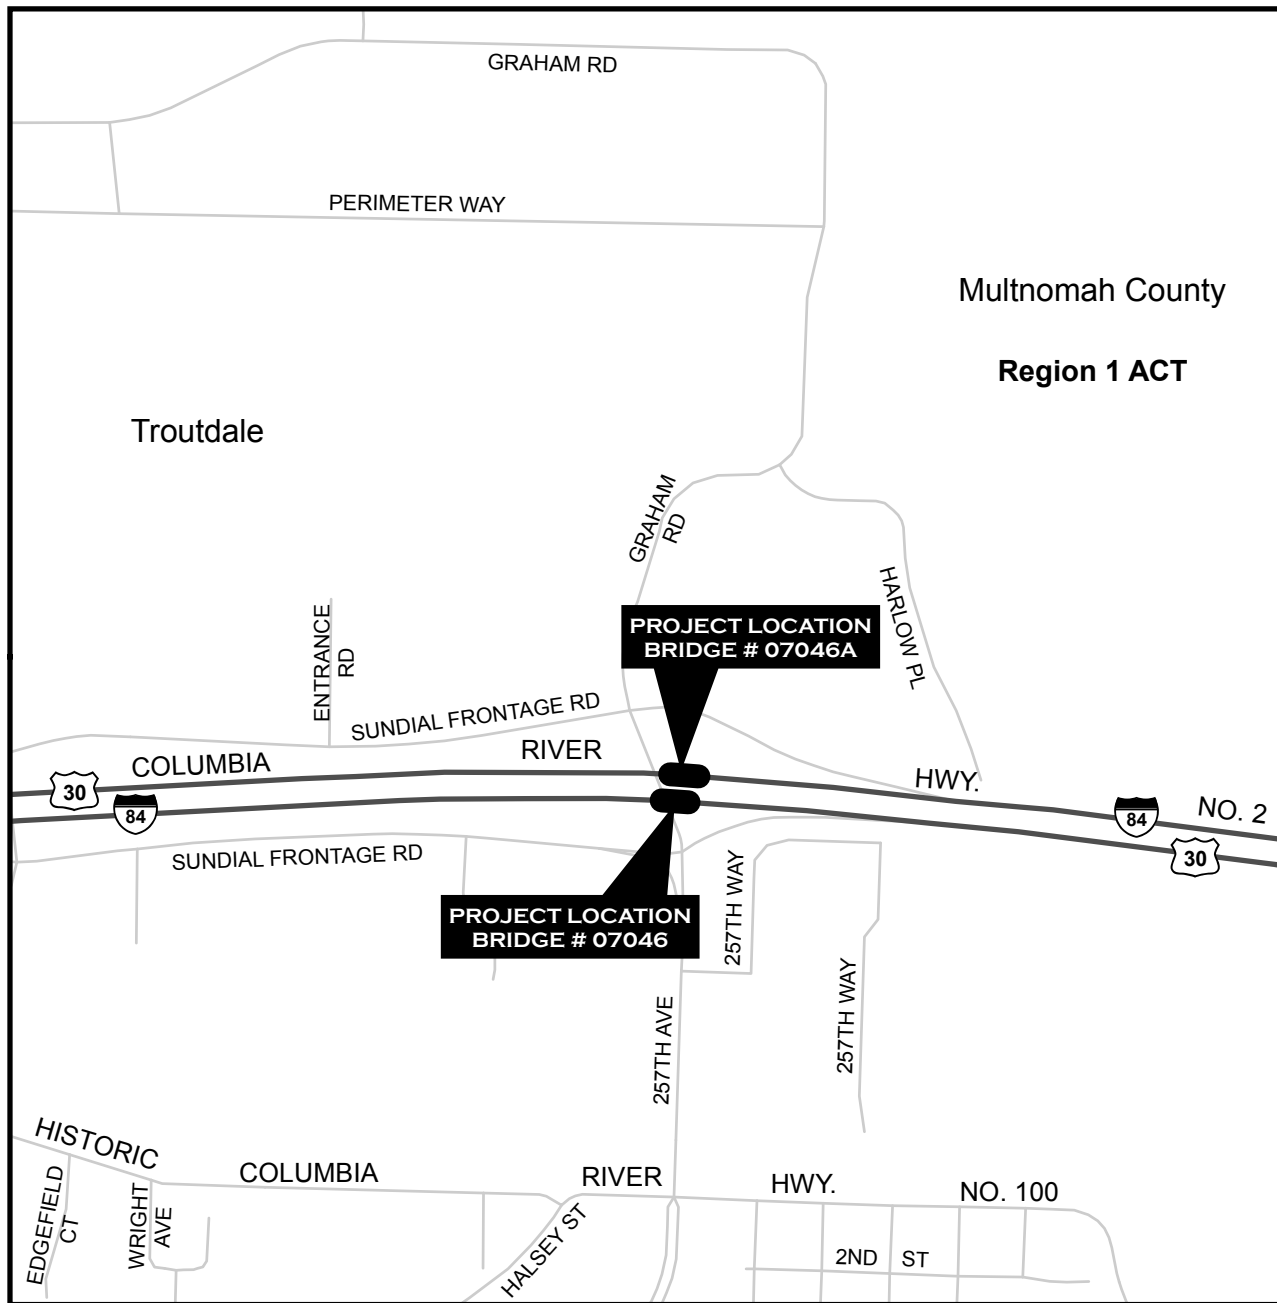 GRAHAM RD
PERIMETER WAY
Multnomah County
Region 1 ACT
Troutdale
GRAHAM
RD
HARLOW PL
ENTRANCE
RD
PROJECT LOCATION
BRIDGE # 07046A
SUNDIAL FRONTAGE RD
COLUMBIA
RIVER
HWY.
NO. 2
30
84
84
30
SUNDIAL FRONTAGE RD
PROJECT LOCATION
BRIDGE # 07046
257TH WAY
257TH WAY
257TH AVE
HISTORIC
COLUMBIA
RIVER
HWY.
NO. 100
EDGEFIELD
CT
WRIGHT
AVE
HALSEY ST
2ND ST